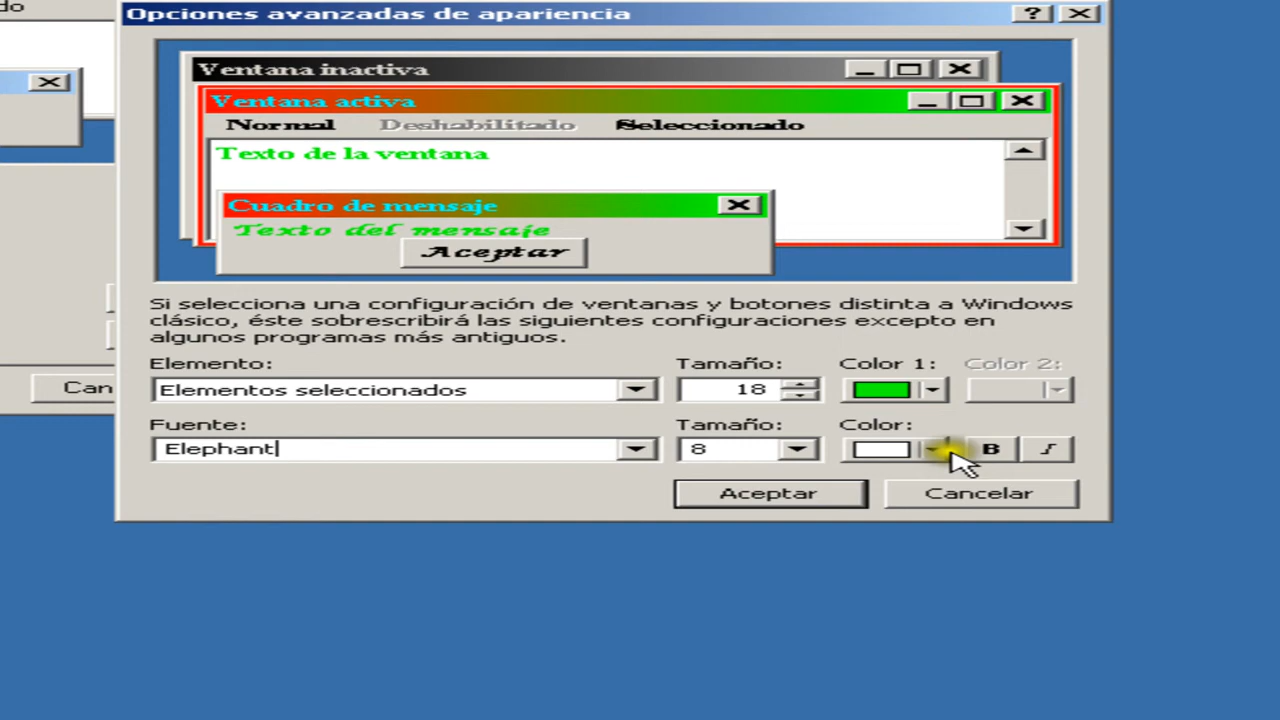 do
Opciones avanzadas de apariencia
Ventana inactiva
Ventana activa
Normal Deshabilitado Seleccionado
Texto de la ventana
Cuadro de mensaje
Texto del mensaje
Aceptar
Si selecciona una configuración de ventanas y botones distinta a Windows
clásico, éste sobrescribirá las siguientes configuraciones excepto en
algunos programas más antiguos.
Elemento: Tamaño: Color 1: Color 2:
Elementos seleccionados 18
Fuente: Tamaño: Color:
Elephant 8 B I
Can Aceptar Cancelar